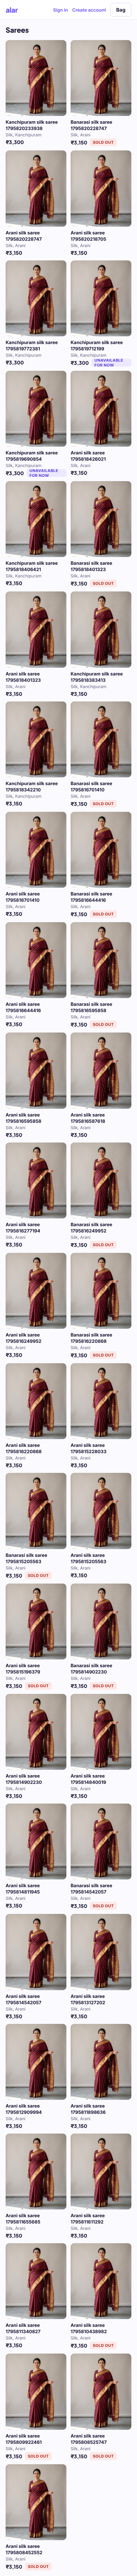 alar
Sign in
Create account
Bag
Sarees
Kanchipuram silk saree
1795820233938
Silk, Kanchipuram
₹3,300
Banarasi silk saree
1795820228747
Silk, Arani
₹3,150 SOLD OUT
Arani silk saree
1795820228747
Silk, Arani
₹3,150
Arani silk saree
1795820218705
Silk, Arani
₹3,150
Kanchipuram silk saree
1795819772381
Silk, Kanchipuram
₹3,300
Kanchipuram silk saree
1795819712199
Silk, Kanchipuram
₹3,300 UNAVAILABLE
FOR NOW
Kanchipuram silk saree
1795819690854
Silk, Kanchipuram
₹3,300 UNAVAILABLE
FOR NOW
Arani silk saree
1795818426021
Silk, Arani
₹3,150
Kanchipuram silk saree
1795818406421
Silk, Kanchipuram
₹3,150
Banarasi silk saree
1795818401323
Silk, Arani
₹3,150 SOLD OUT
Arani silk saree
1795818401323
Silk, Arani
₹3,150
Kanchipuram silk saree
1795818383413
Silk, Kanchipuram
₹3,150
Kanchipuram silk saree
1795818342210
Silk, Kanchipuram
₹3,150
Banarasi silk saree
1795816701410
Silk, Arani
₹3,150 SOLD OUT
Arani silk saree
1795816701410
Silk, Arani
₹3,150
Banarasi silk saree
1795816644416
Silk, Arani
₹3,150 SOLD OUT
Arani silk saree
1795816644416
Silk, Arani
₹3,150
Banarasi silk saree
1795816595858
Silk, Arani
₹3,150 SOLD OUT
Arani silk saree
1795816595858
Silk, Arani
₹3,150
Arani silk saree
1795816587618
Silk, Arani
₹3,150
Arani silk saree
1795816277194
Silk, Arani
₹3,150
Banarasi silk saree
1795816249952
Silk, Arani
₹3,150 SOLD OUT
Arani silk saree
1795816249952
Silk, Arani
₹3,150
Banarasi silk saree
1795816220868
Silk, Arani
₹3,150 SOLD OUT
Arani silk saree
1795816220868
Silk, Arani
₹3,150
Arani silk saree
1795815228033
Silk, Arani
₹3,150
Banarasi silk saree
1795815205563
Silk, Arani
₹3,150 SOLD OUT
Arani silk saree
1795815205563
Silk, Arani
₹3,150
Arani silk saree
1795815196379
Silk, Arani
₹3,150 SOLD OUT
Banarasi silk saree
1795814902230
Silk, Arani
₹3,150 SOLD OUT
Arani silk saree
1795814902230
Silk, Arani
₹3,150
Arani silk saree
1795814840019
Silk, Arani
₹3,150
Arani silk saree
1795814811945
Silk, Arani
₹3,150
Banarasi silk saree
1795814542057
Silk, Arani
₹3,150 SOLD OUT
Arani silk saree
1795814542057
Silk, Arani
₹3,150
Arani silk saree
1795813127202
Silk, Arani
₹3,150
Arani silk saree
1795812909994
Silk, Arani
₹3,150
Arani silk saree
1795811898636
Silk, Arani
₹3,150
Arani silk saree
1795811655685
Silk, Arani
₹3,150
Arani silk saree
1795811611292
Silk, Arani
₹3,150
Arani silk saree
1795811340827
Silk, Arani
₹3,150
Arani silk saree
1795810438982
Silk, Arani
₹3,150 SOLD OUT
Arani silk saree
1795809922461
Silk, Arani
₹3,150 SOLD OUT
Arani silk saree
1795808525747
Silk, Arani
₹3,150 SOLD OUT
Arani silk saree
1795808452552
Silk, Arani
₹3,150 SOLD OUT